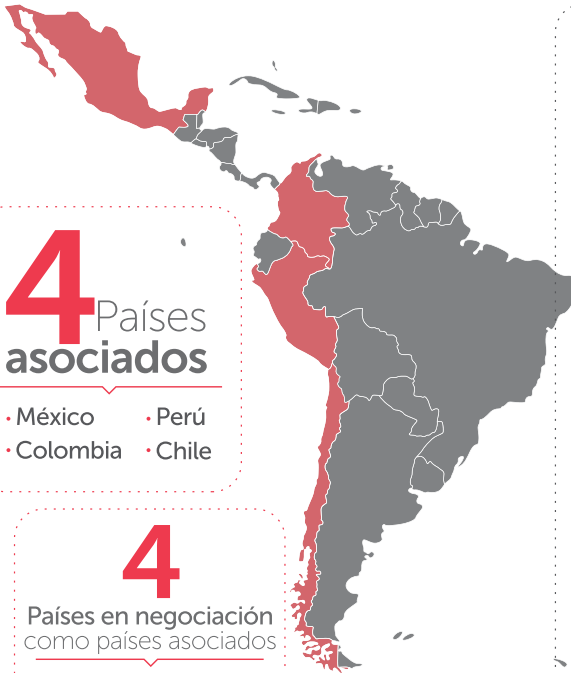 4 Países
asociados
· México
· Perú
· Colombia
· Chile
4
Países en negociación
como países asociados